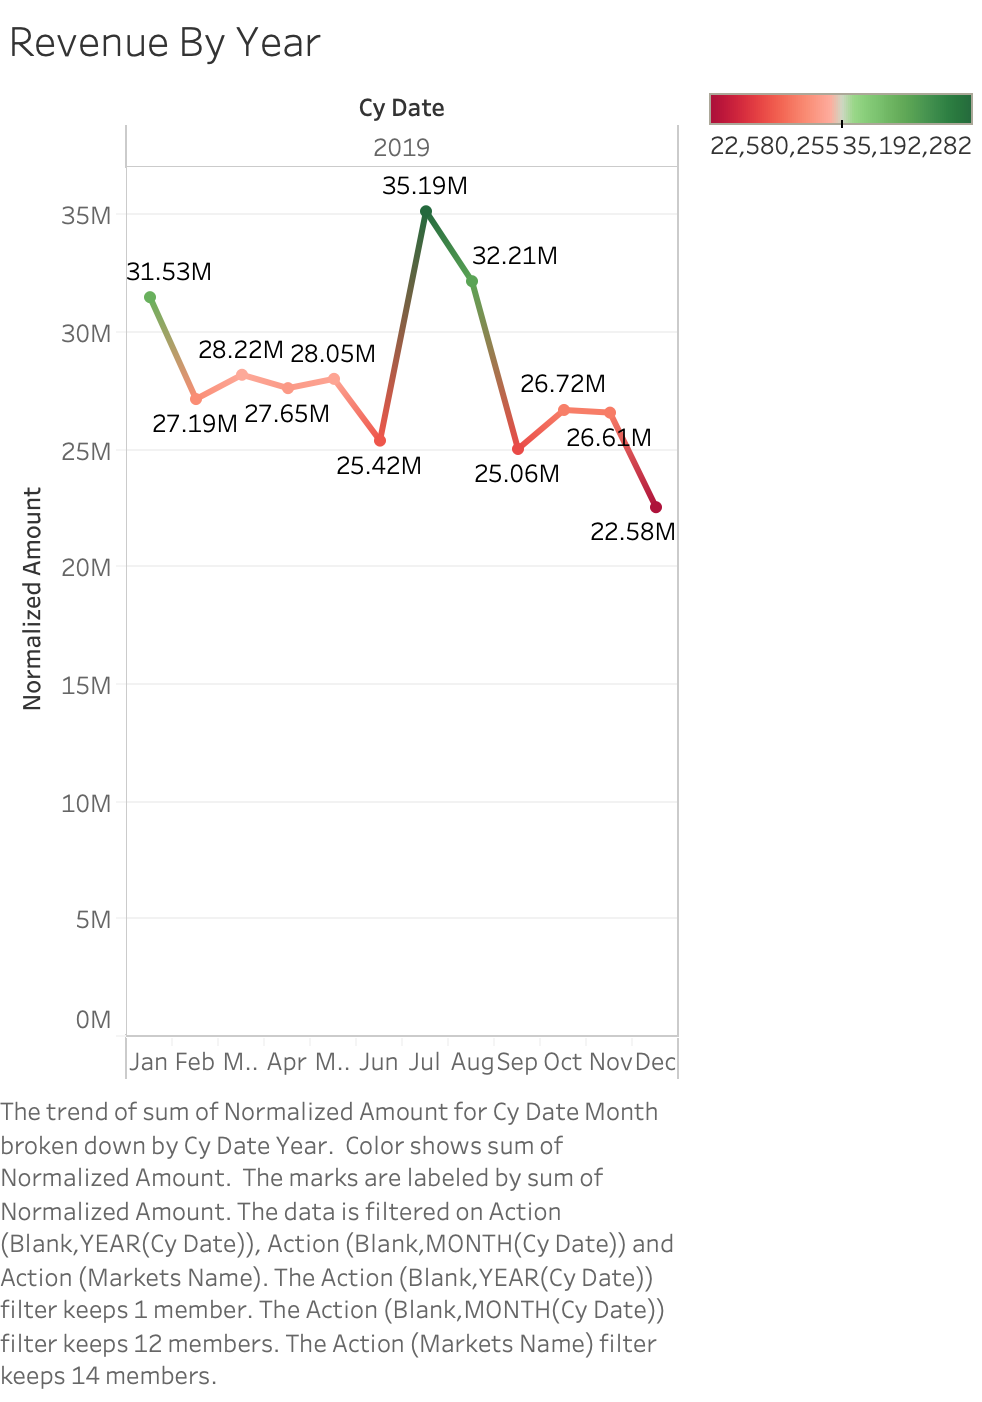 Revenue By Year
Cy Date
2019
22,580,255 35,192,282
35.19M
35M
32.21M
31.53M
30M
28.22M 28.05M
26.72M
27.19M 27.65M
26.61M
25M
25.42M
25.06M
22.58M
Normalized Amount
20M
15M
10M
5M
0M
Jan Feb M.. Apr M.. Jun Jul Aug Sep Oct Nov Dec
The trend of sum of Normalized Amount for Cy Date Month
broken down by Cy Date Year.  Color shows sum of
Normalized Amount.  The marks are labeled by sum of
Normalized Amount. The data is filtered on Action
(Blank,YEAR(Cy Date)), Action (Blank,MONTH(Cy Date)) and
Action (Markets Name). The Action (Blank,YEAR(Cy Date))
filter keeps 1 member. The Action (Blank,MONTH(Cy Date))
filter keeps 12 members. The Action (Markets Name) filter
keeps 14 members.